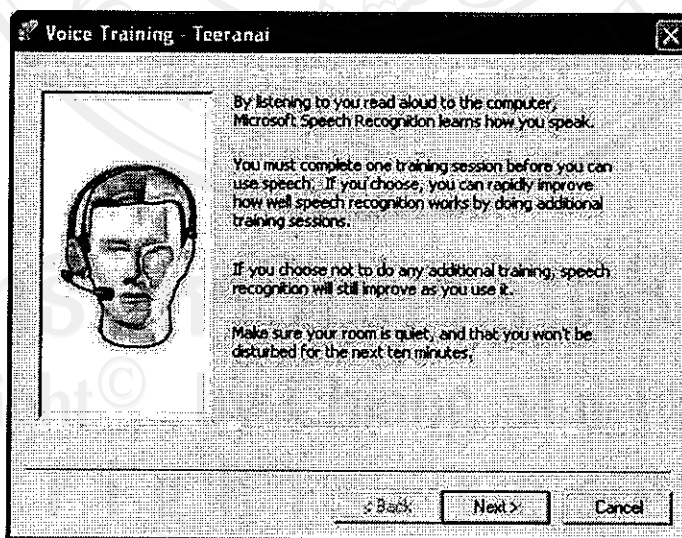 Voice Training - Teeranai
By listening to you read aloud to the computer,
Microsoft Speech Recognition learns how you speak.
You must complete one training session before you can
use speech. If you choose, you can rapidly improve
how well speech recognition works by doing additional
training sessions.
If you choose not to do any additional training, speech
recognition will still improve as you use it.
Make sure your room is quiet, and that you won't be
disturbed for the next ten minutes.
< Back
Next >
Cancel